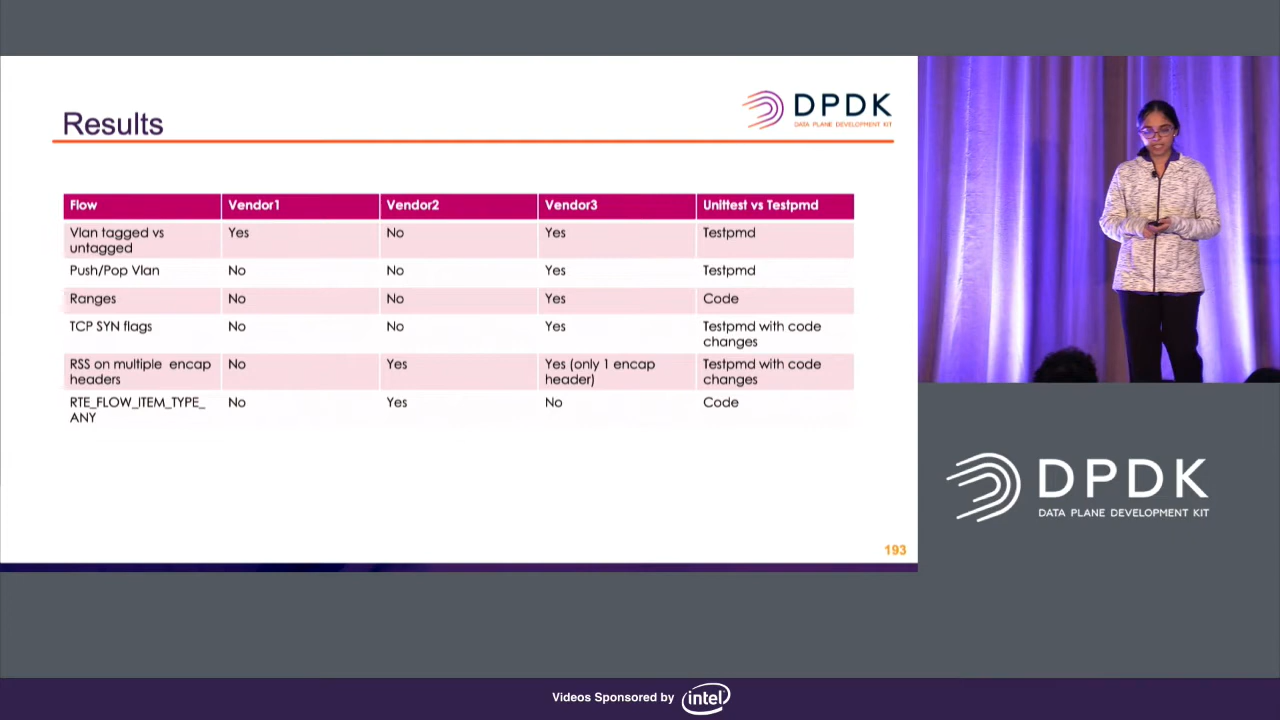 Results
DPDK
DATA PLANE DEVELOPMENT KIT
Flow Vendor1 Vendor2 Vendor3 Unittest vs Testpmd
Vlan tagged vs
untagged
Yes No Yes Testpmd
Push/Pop Vlan No No Yes Testpmd
Ranges No No Yes Code
TCP SYN flags No No Yes Testpmd with code
changes
RSS on multiple encap
headers
No Yes Yes (only 1 encap
header)
Testpmd with code
changes
RTE_FLOW_ITEM_TYPE_
ANY
No Yes No Code
193
DPDK
DATA PLANE DEVELOPMENT KIT
Videos Sponsored by intel